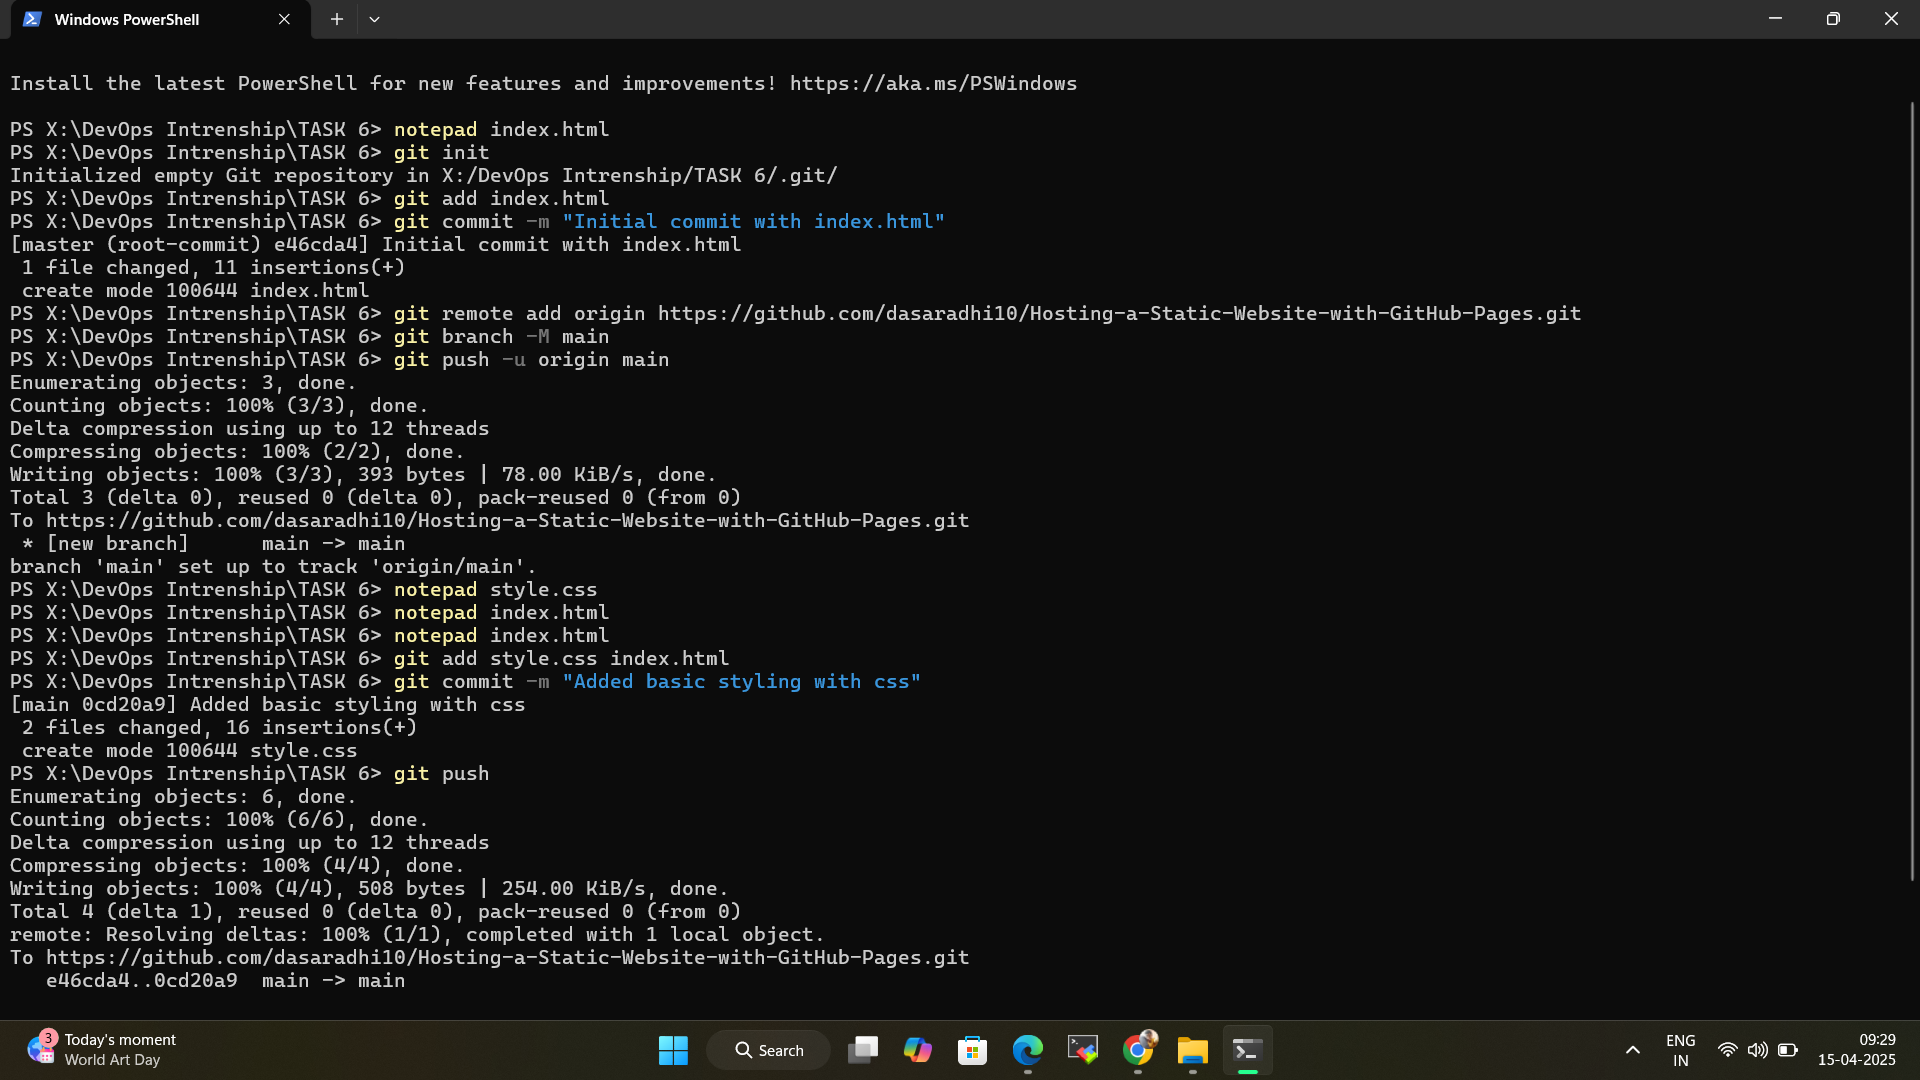 Windows PowerShell
Install the latest PowerShell for new features and improvements! https://aka.ms/PSWindows
PS X:\DevOps Intrenship\TASK 6> notepad index.html
PS X:\DevOps Intrenship\TASK 6> git init
Initialized empty Git repository in X:/DevOps Intrenship/TASK 6/.git/
PS X:\DevOps Intrenship\TASK 6> git add index.html
PS X:\DevOps Intrenship\TASK 6> git commit -m "Initial commit with index.html"
[master (root-commit) e46cda4] Initial commit with index.html
 1 file changed, 11 insertions(+)
 create mode 100644 index.html
PS X:\DevOps Intrenship\TASK 6> git remote add origin https://github.com/dasaradhi10/Hosting-a-Static-Website-with-GitHub-Pages.git
PS X:\DevOps Intrenship\TASK 6> git branch -M main
PS X:\DevOps Intrenship\TASK 6> git push -u origin main
Enumerating objects: 3, done.
Counting objects: 100% (3/3), done.
Delta compression using up to 12 threads
Compressing objects: 100% (2/2), done.
Writing objects: 100% (3/3), 393 bytes | 78.00 KiB/s, done.
Total 3 (delta 0), reused 0 (delta 0), pack-reused 0 (from 0)
To https://github.com/dasaradhi10/Hosting-a-Static-Website-with-GitHub-Pages.git
 * [new branch]      main -> main
branch 'main' set up to track 'origin/main'.
PS X:\DevOps Intrenship\TASK 6> notepad style.css
PS X:\DevOps Intrenship\TASK 6> notepad index.html
PS X:\DevOps Intrenship\TASK 6> notepad index.html
PS X:\DevOps Intrenship\TASK 6> git add style.css index.html
PS X:\DevOps Intrenship\TASK 6> git commit -m "Added basic styling with css"
[main 0cd20a9] Added basic styling with css
 2 files changed, 16 insertions(+)
 create mode 100644 style.css
PS X:\DevOps Intrenship\TASK 6> git push
Enumerating objects: 6, done.
Counting objects: 100% (6/6), done.
Delta compression using up to 12 threads
Compressing objects: 100% (4/4), done.
Writing objects: 100% (4/4), 508 bytes | 254.00 KiB/s, done.
Total 4 (delta 1), reused 0 (delta 0), pack-reused 0 (from 0)
remote: Resolving deltas: 100% (1/1), completed with 1 local object.
To https://github.com/dasaradhi10/Hosting-a-Static-Website-with-GitHub-Pages.git
   e46cda4..0cd20a9  main -> main
3
Today's moment
World Art Day
Search
ENG
IN
09:29
15-04-2025